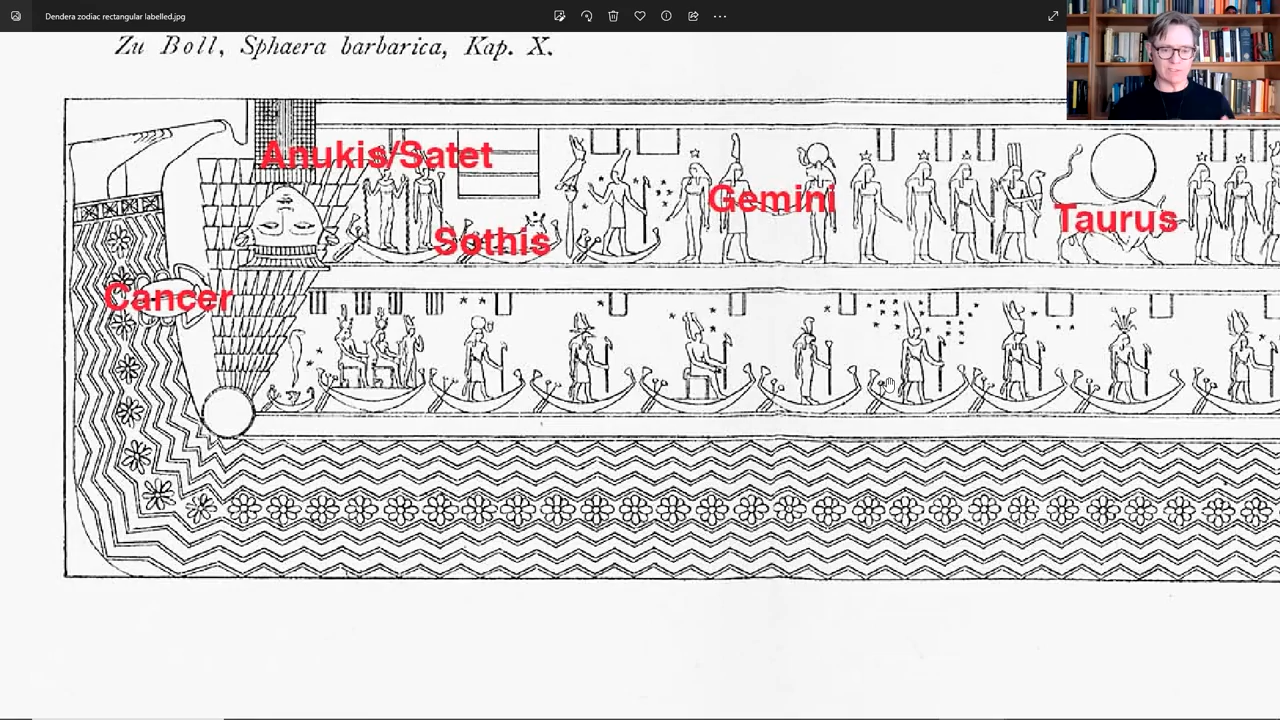 Dendera zodiac rectangular labelled.jpg
Zu Boll, Sphaera barbarica, Kap. X.
Anukis/Satet
Gemini
Taurus
Sothis
Cancer